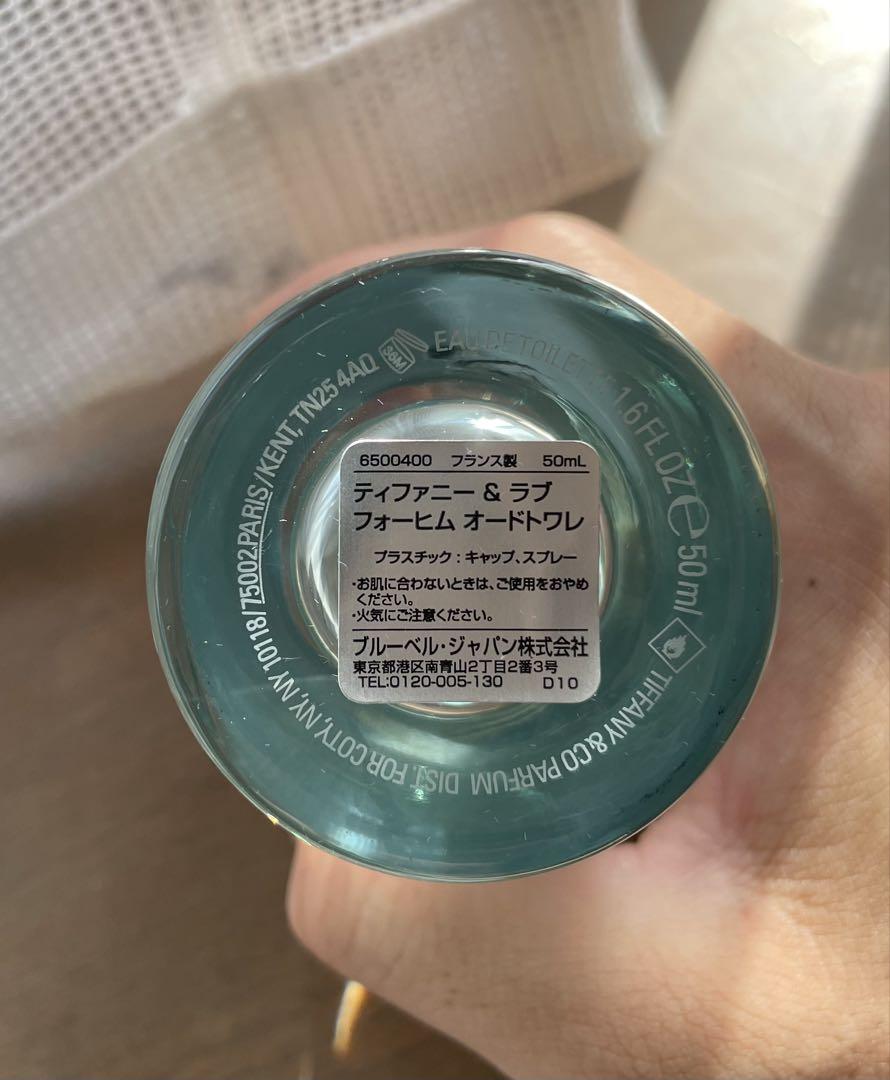 6500400 フランス製 50mL
ティファニー & ラブ
フォーヒム オードトワレ
プラスチック:キャップ、スプレー
・お肌に合わないときは、ご使用をおやめ
ください。
・火気にご注意ください。
ブルーベル・ジャパン株式会社
東京都港区南青山2丁目2番3号
TEL:0120-005-130 D10
EAU DE TOILETTE 1.6 FL OZ e 50 ml
TIFFANY & CO PARFUM DIST. FOR COTY, NY, NY 10118/75002 PARIS/KENT, TN25 4AQ
36M